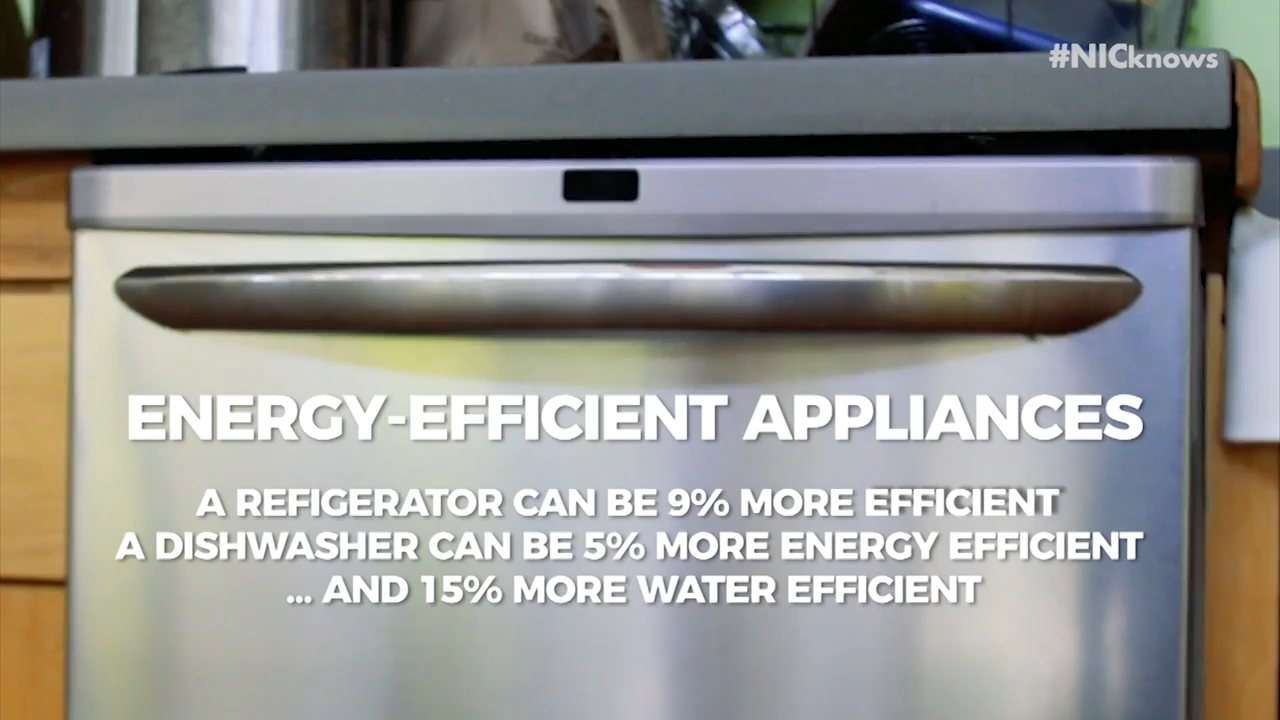 #NICknows
ENERGY-EFFICIENT APPLIANCES
A REFIGERATOR CAN BE 9% MORE EFFICIENT
A DISHWASHER CAN BE 5% MORE ENERGY EFFICIENT
... AND 15% MORE WATER EFFICIENT